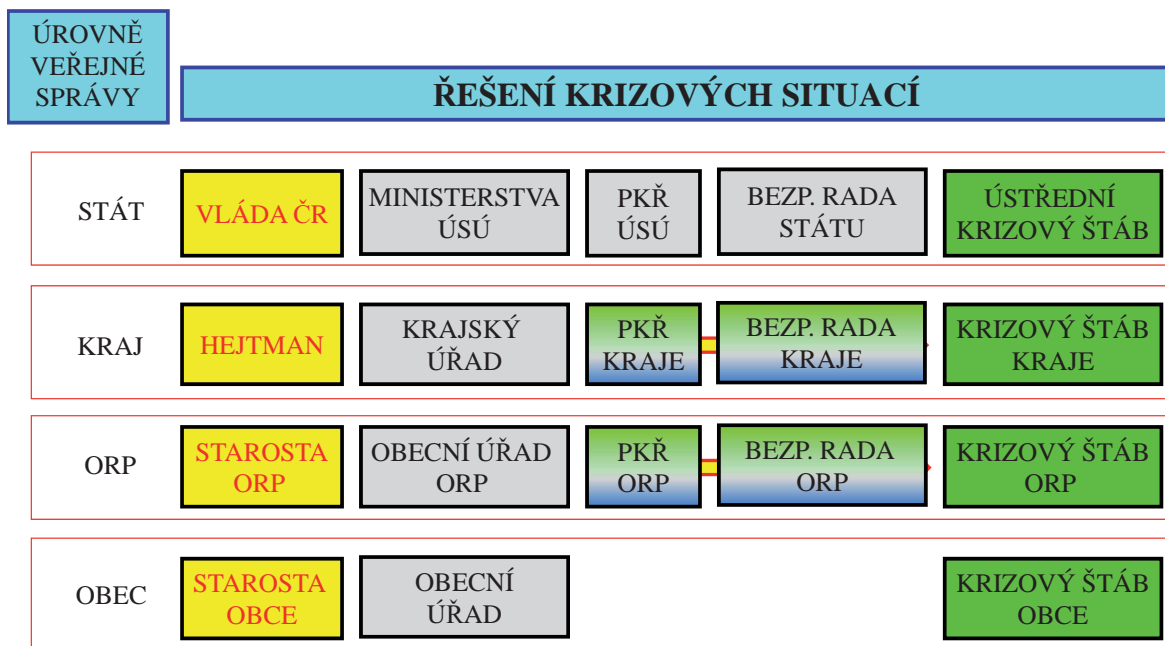 ÚROVNĚ
VEŘEJNÉ
SPRÁVY
ŘEŠENÍ KRIZOVÝCH SITUACÍ
STÁT
VLÁDA ČR
MINISTERSTVA
ÚSÚ
PKŘ
ÚSÚ
BEZP. RADA
STÁTU
ÚSTŘEDNÍ
KRIZOVÝ ŠTÁB
KRAJ
HEJTMAN
KRAJSKÝ
ÚŘAD
PKŘ
KRAJE
BEZP. RADA
KRAJE
KRIZOVÝ ŠTÁB
KRAJE
ORP
STAROSTA
ORP
OBECNÍ ÚŘAD
ORP
PKŘ
ORP
BEZP. RADA
ORP
KRIZOVÝ ŠTÁB
ORP
OBEC
STAROSTA
OBCE
OBECNÍ
ÚŘAD
KRIZOVÝ ŠTÁB
OBCE